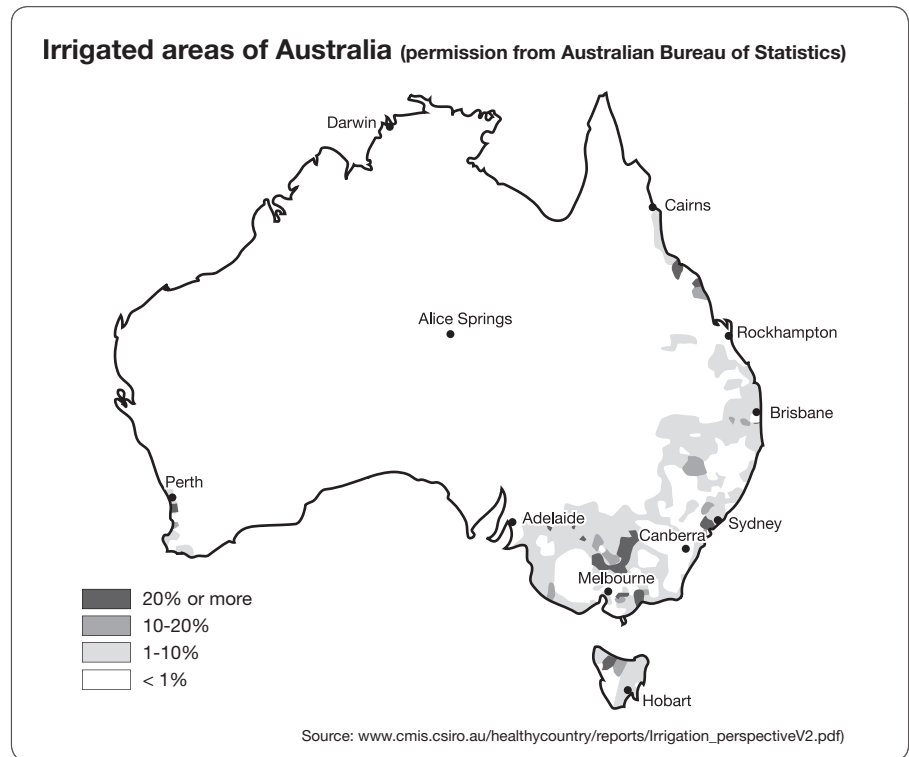 Irrigated areas of Australia (permission from Australian Bureau of Statistics)
Darwin
Cairns
Alice Springs
Rockhampton
Brisbane
Perth
Adelaide
Sydney
Canberra
Melbourne
20% or more
10-20%
1-10%
< 1%
Hobart
Source: www.cmis.csiro.au/healthycountry/reports/Irrigation_perspectiveV2.pdf)